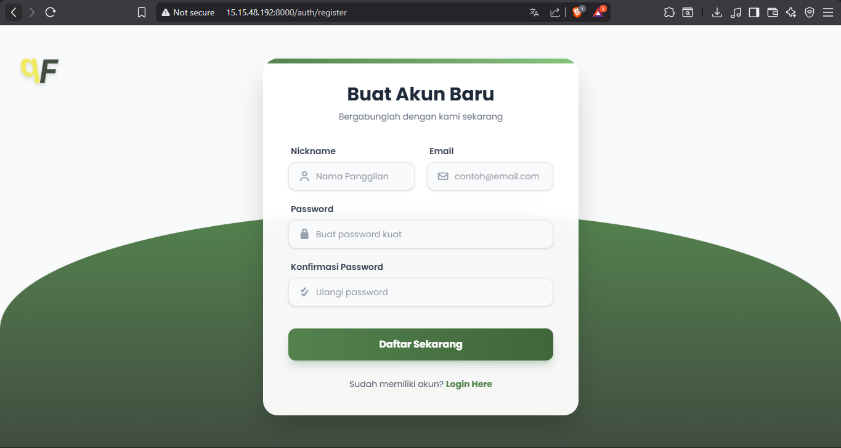 Not secure 15.15.48.192:8000/auth/register
qF
Buat Akun Baru
Bergabunglah dengan kami sekarang
Nickname Email
Nama Panggilan contoh@email.com
Password
Buat password kuat
Konfirmasi Password
Ulangi password
Daftar Sekarang
Sudah memiliki akun? Login Here